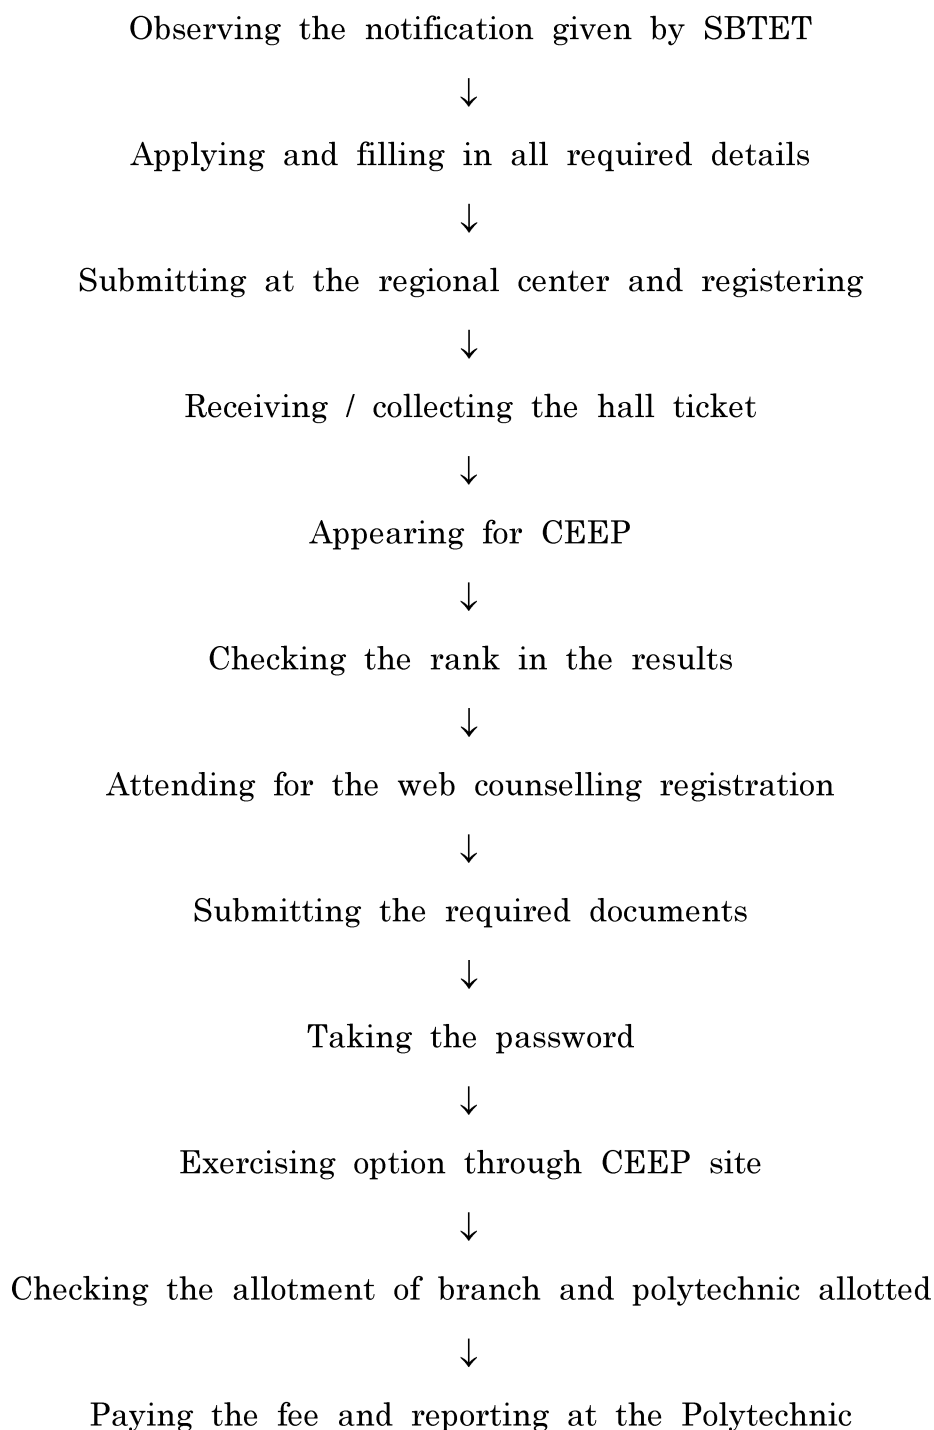 Observing the notification given by SBTET
↓
Applying and filling in all required details
↓
Submitting at the regional center and registering
↓
Receiving / collecting the hall ticket
↓
Appearing for CEEP
↓
Checking the rank in the results
↓
Attending for the web counselling registration
↓
Submitting the required documents
↓
Taking the password
↓
Exercising option through CEEP site
↓
Checking the allotment of branch and polytechnic allotted
↓
Paying the fee and reporting at the Polytechnic